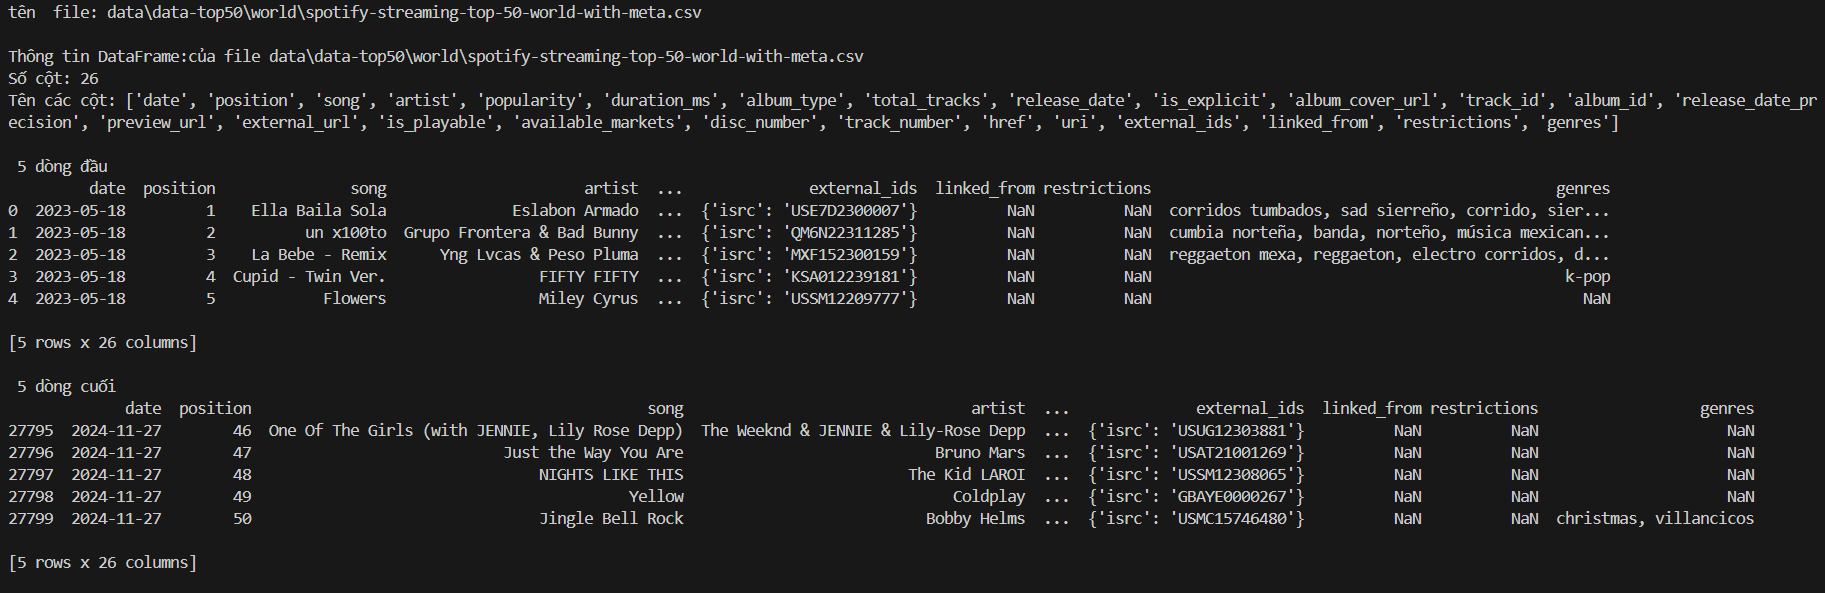 tên  file: data\data-top50\world\spotify-streaming-top-50-world-with-meta.csv
Thông tin DataFrame:của file data\data-top50\world\spotify-streaming-top-50-world-with-meta.csv
Số cột: 26
Tên các cột: ['date', 'position', 'song', 'artist', 'popularity', 'duration_ms', 'album_type', 'total_tracks', 'release_date', 'is_explicit', 'album_cover_url', 'track_id', 'album_id', 'release_date_pr
ecision', 'preview_url', 'external_url', 'is_playable', 'available_markets', 'disc_number', 'track_number', 'href', 'uri', 'external_ids', 'linked_from', 'restrictions', 'genres']
5 dòng đầu
date position song artist ... external_ids linked_from restrictions genres
0 2023-05-18 1 Ella Baila Sola Eslabon Armado ... {'isrc': 'USE7D2300007'} NaN NaN corridos tumbados, sad sierreño, corrido, sier...
1 2023-05-18 2 un x100to Grupo Frontera & Bad Bunny ... {'isrc': 'QM6N22311285'} NaN NaN cumbia norteña, banda, norteño, música mexican...
2 2023-05-18 3 La Bebe - Remix Yng Lvcas & Peso Pluma ... {'isrc': 'MXF152300159'} NaN NaN reggaeton mexa, reggaeton, electro corridos, d...
3 2023-05-18 4 Cupid - Twin Ver. FIFTY FIFTY ... {'isrc': 'KSA012239181'} NaN NaN k-pop
4 2023-05-18 5 Flowers Miley Cyrus ... {'isrc': 'USSM12209777'} NaN NaN NaN
[5 rows x 26 columns]
5 dòng cuối
date position song artist ... external_ids linked_from restrictions genres
27795 2024-11-27 46 One Of The Girls (with JENNIE, Lily Rose Depp) The Weeknd & JENNIE & Lily-Rose Depp ... {'isrc': 'USUG12303881'} NaN NaN NaN
27796 2024-11-27 47 Just the Way You Are Bruno Mars ... {'isrc': 'USAT21001269'} NaN NaN NaN
27797 2024-11-27 48 NIGHTS LIKE THIS The Kid LAROI ... {'isrc': 'USSM12308065'} NaN NaN NaN
27798 2024-11-27 49 Yellow Coldplay ... {'isrc': 'GBAYE0000267'} NaN NaN NaN
27799 2024-11-27 50 Jingle Bell Rock Bobby Helms ... {'isrc': 'USMC15746480'} NaN NaN christmas, villancicos
[5 rows x 26 columns]